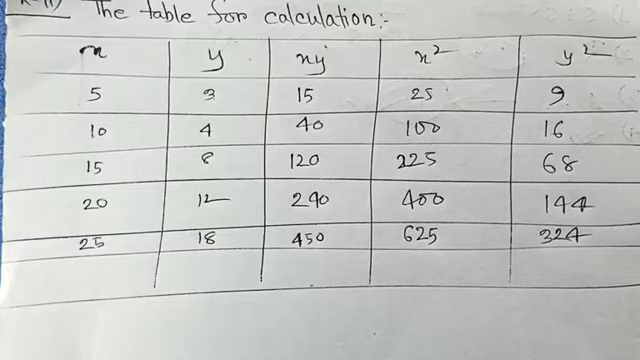 The table for calculation:-
x y xy x² y²
5 3 15 25 9
10 4 40 100 16
15 8 120 225 68
20 12 240 400 144
25 18 450 625 324